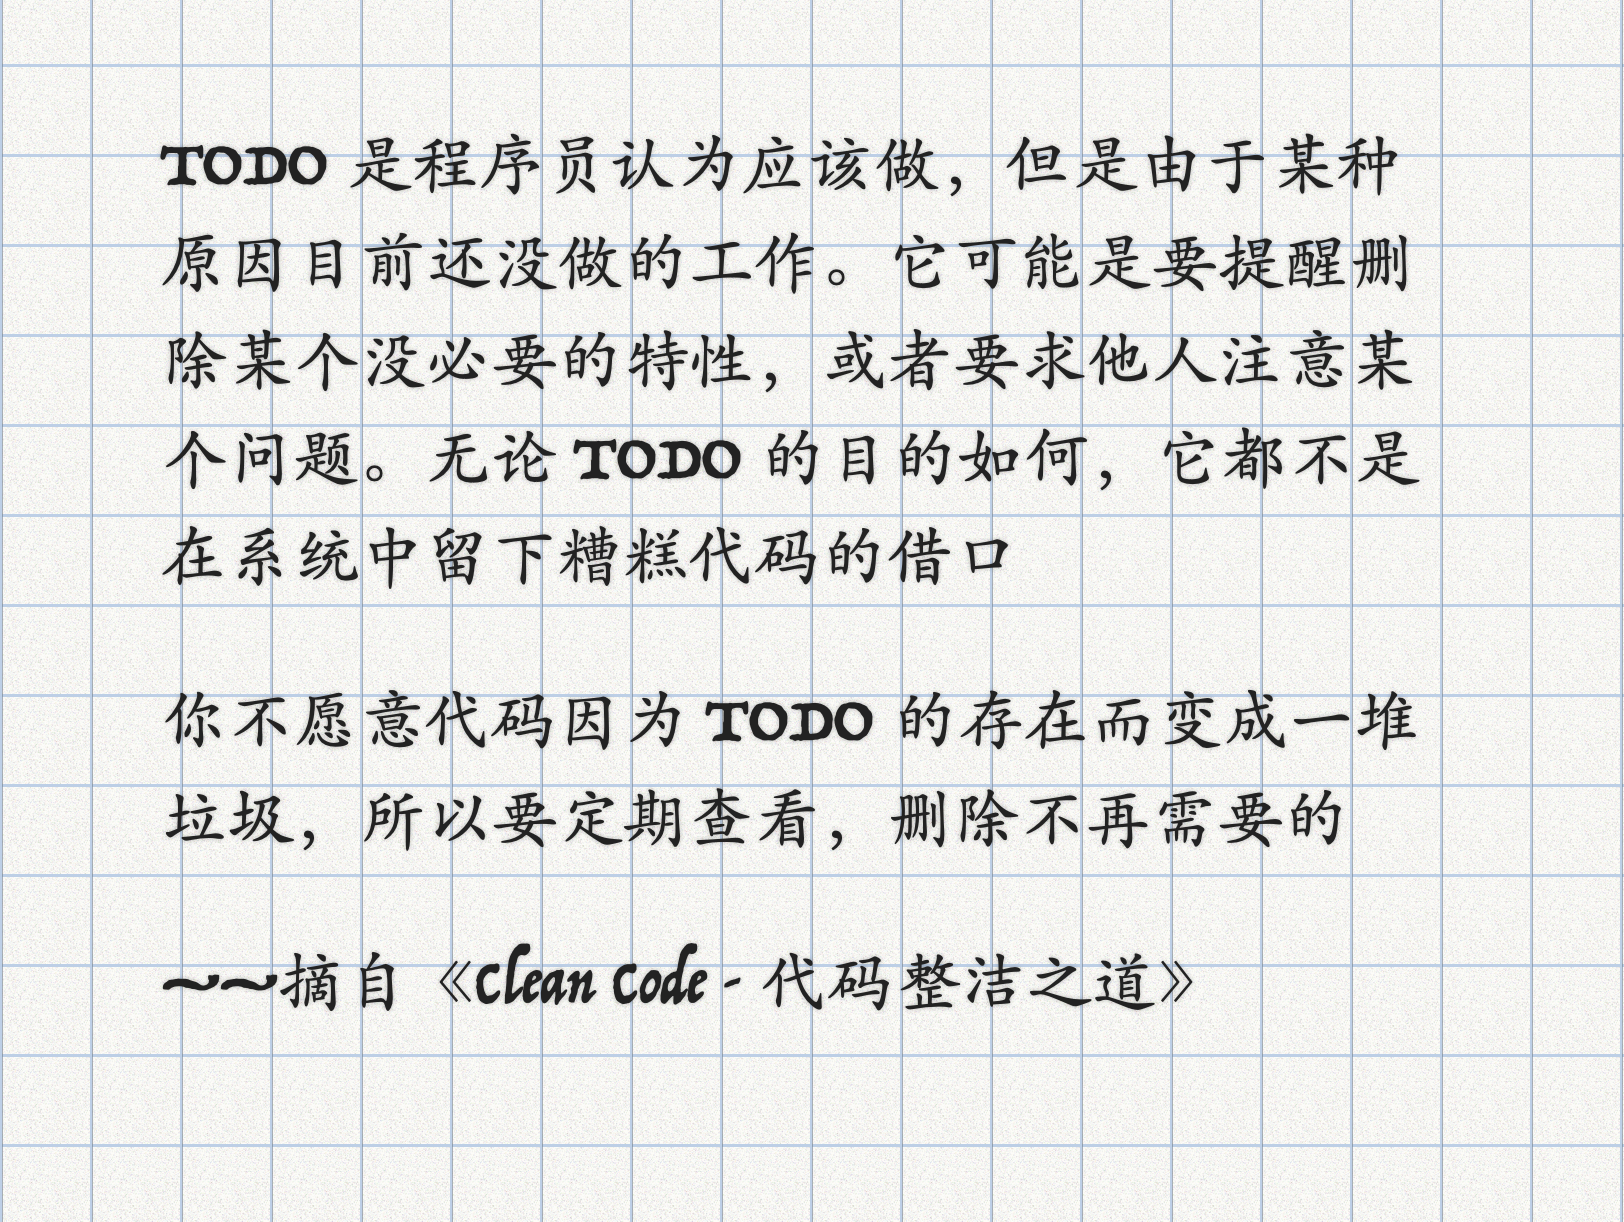 TODO 是程序员认为应该做，但是由于某种
原因目前还没做的工作。它可能是要提醒删
除某个没必要的特性，或者要求他人注意某
个问题。无论 TODO 的目的如何，它都不是
在系统中留下糟糕代码的借口
你不愿意代码因为 TODO 的存在而变成一堆
垃圾，所以要定期查看，删除不再需要的
~~摘自《Clean Code - 代码整洁之道》